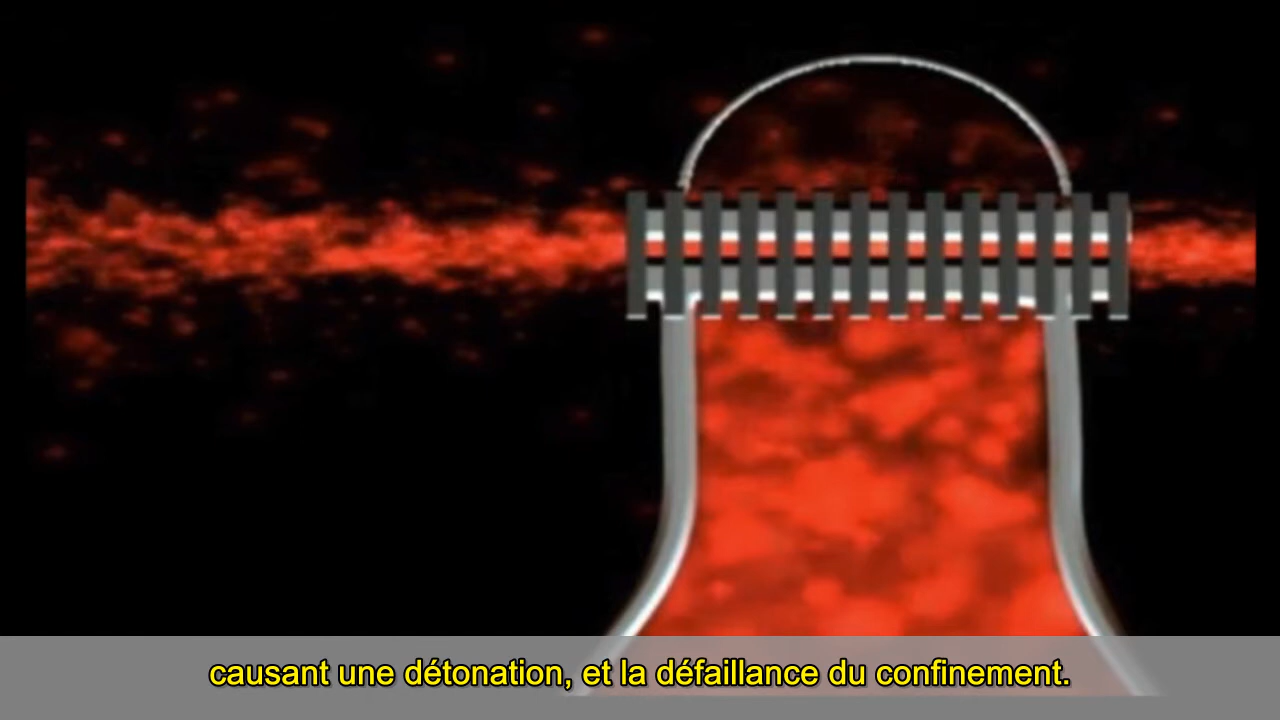 causant une détonation, et la défaillance du confinement.